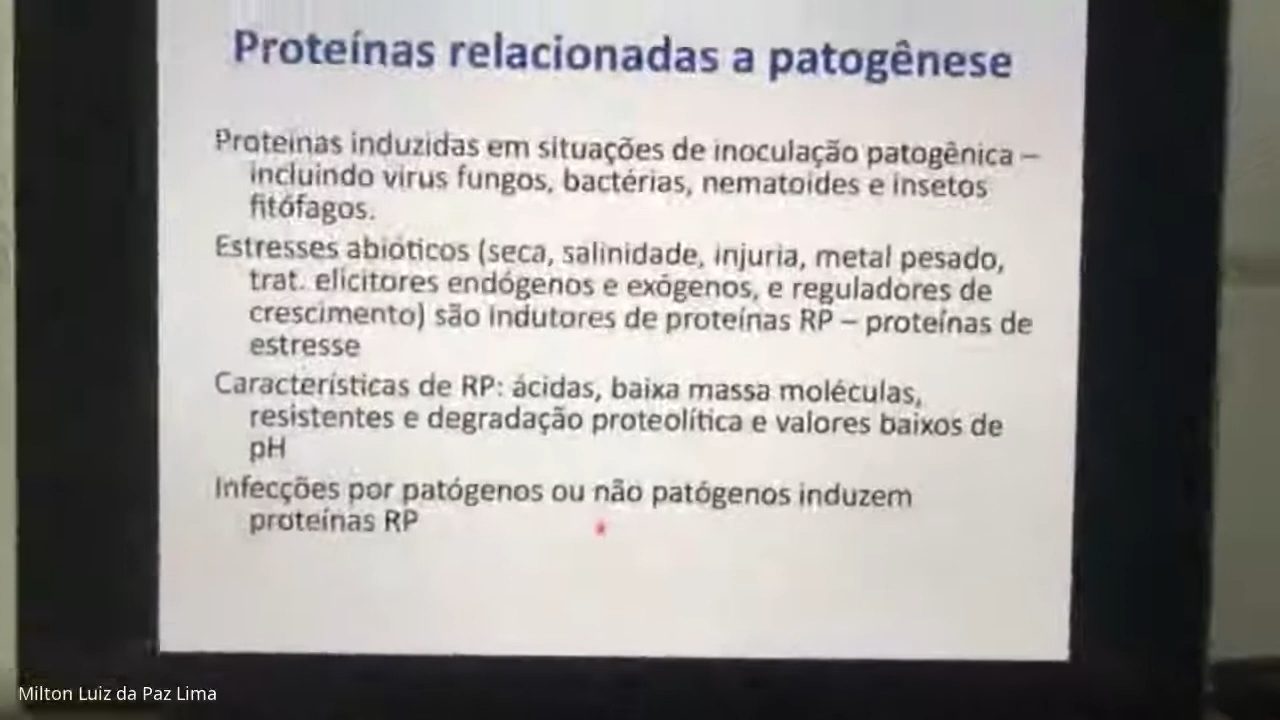 Proteínas relacionadas a patogênese
Proteinas induzidas em situações de inoculação patogênica –
incluindo virus fungos, bactérias, nematoides e insetos
fitófagos.
Estresses abióticos (seca, salinidade, injuria, metal pesado,
trat. elicitores endógenos e exógenos, e reguladores de
crescimento) são indutores de proteínas RP – proteínas de
estresse
Características de RP: ácidas, baixa massa moléculas,
resistentes e degradação proteolítica e valores baixos de
pH
Infecções por patógenos ou não patógenos induzem
proteínas RP
Milton Luiz da Paz Lima